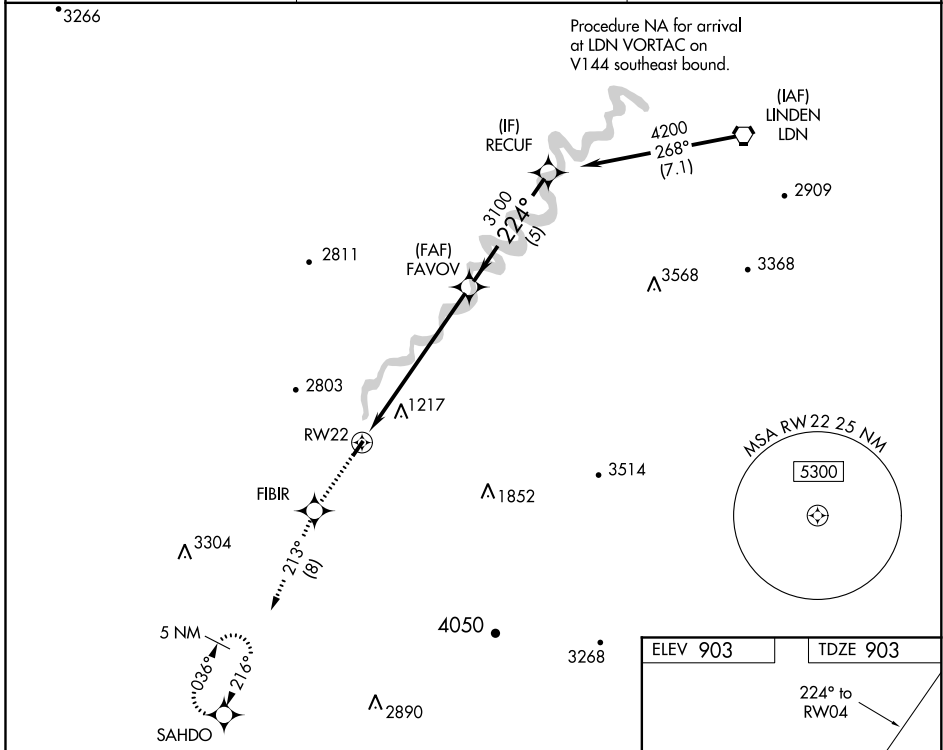 3266
Procedure NA for arrival
at LDN VORTAC on
V144 southeast bound.
(IAF)
LINDEN
LDN
(IF)
RECUF
4200
268°
(7.1)
2909
3100
224°
(5)
2811
(FAF)
FAVOV
3568
3368
2803
1217
RW22
MSA RW22 25 NM
5300
3514
FIBIR
1852
3304
213°
(8)
4050
5 NM
036°
216°
3268
ELEV 903
TDZE 903
224° to
RW04
2890
SAHDO